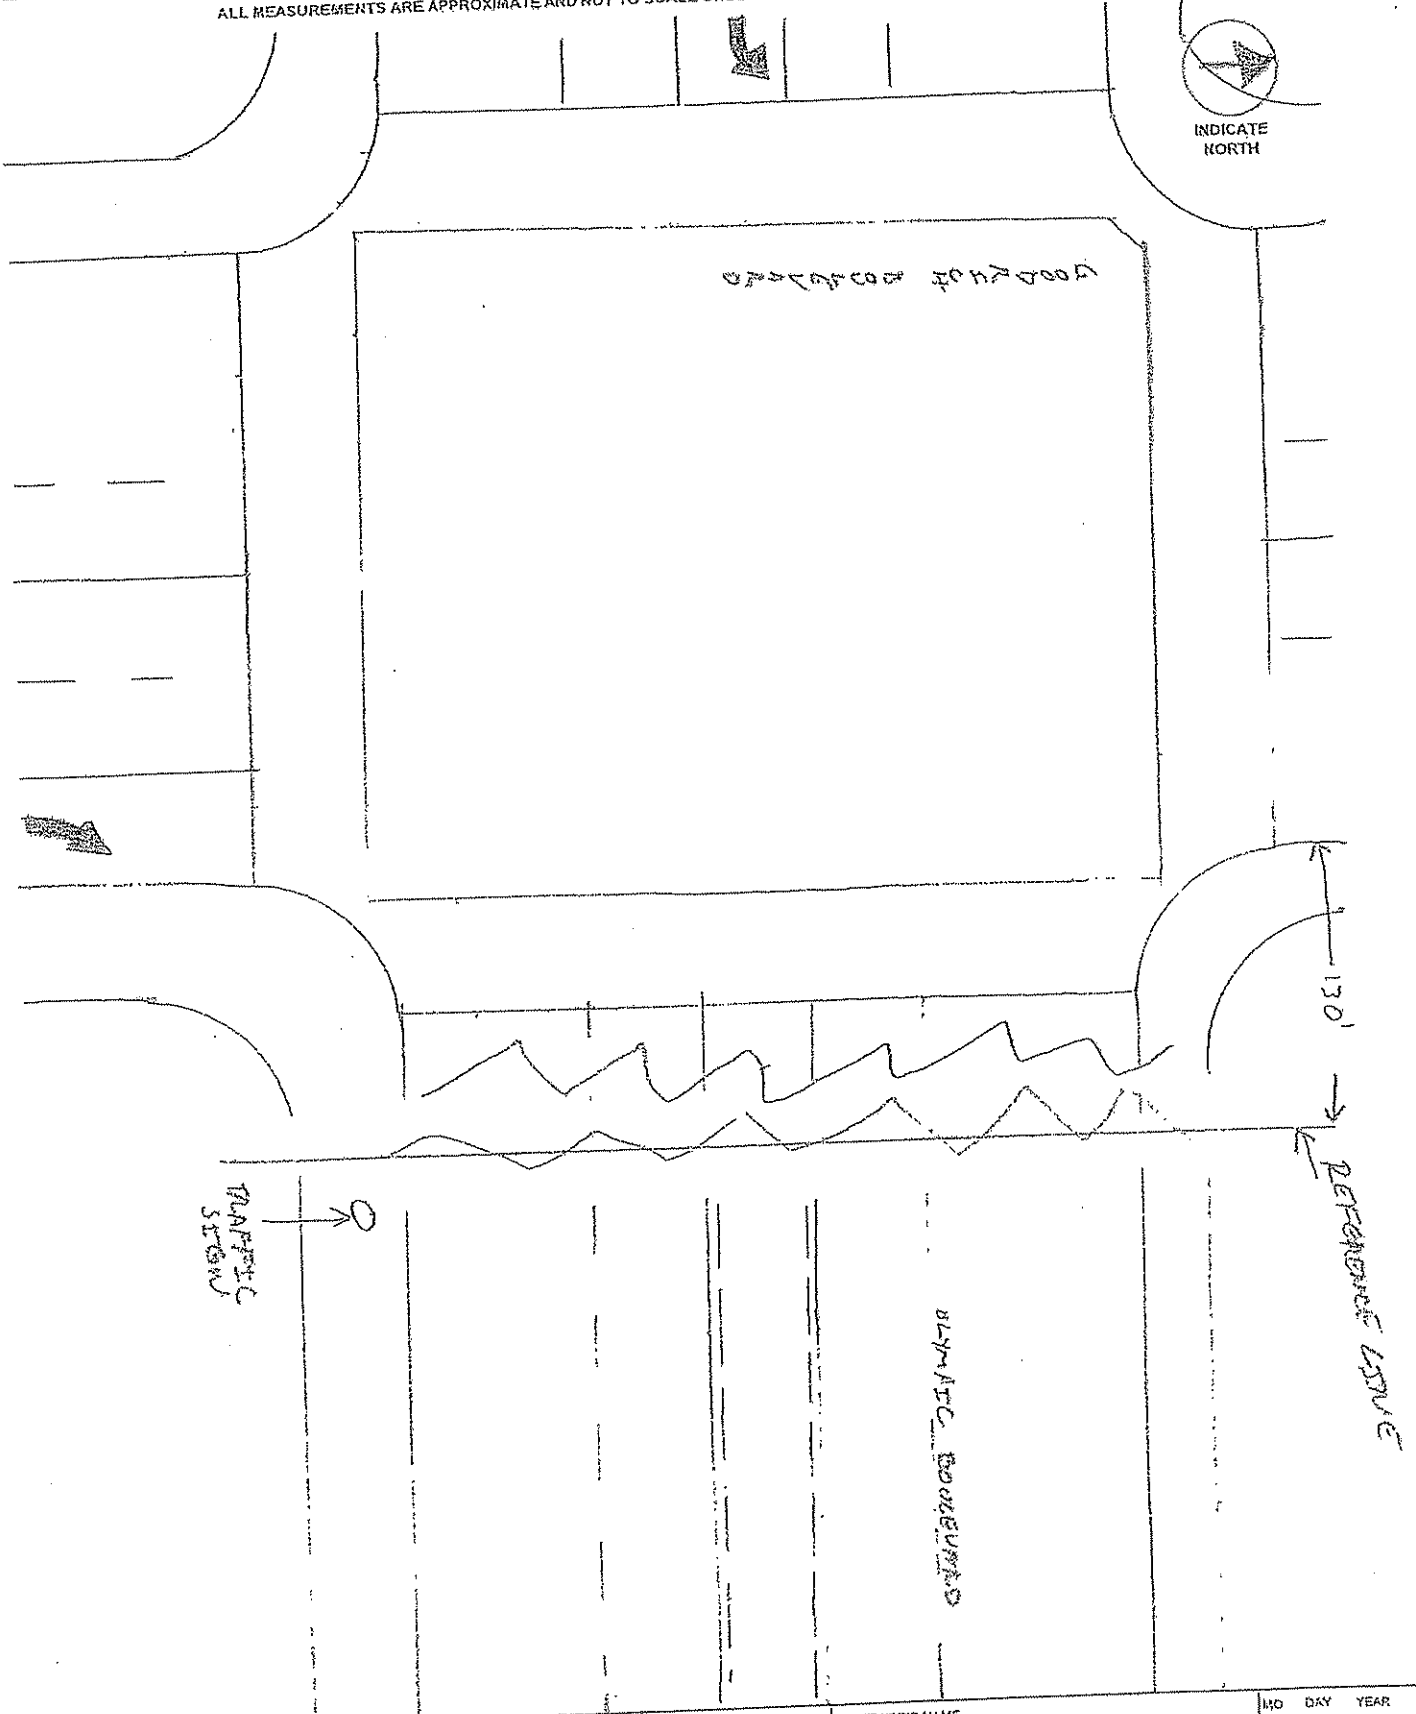 ALL MEASUREMENTS ARE APPROXIMATE AND NOT TO SCALE
INDICATE
NORTH
BOULEVARD
130'
REFERENCE LINE
TRAFFIC
SIGN
OLYMPIC BOULEVARD
MO DAY YEAR